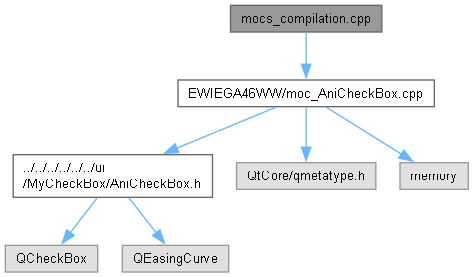 mocs_compilation.cpp
EWIEGA46WW/moc_AniCheckBox.cpp
../../../../../../ui
/MyCheckBox/AniCheckBox.h
QtCore/qmetatype.h
memory
QCheckBox
QEasingCurve